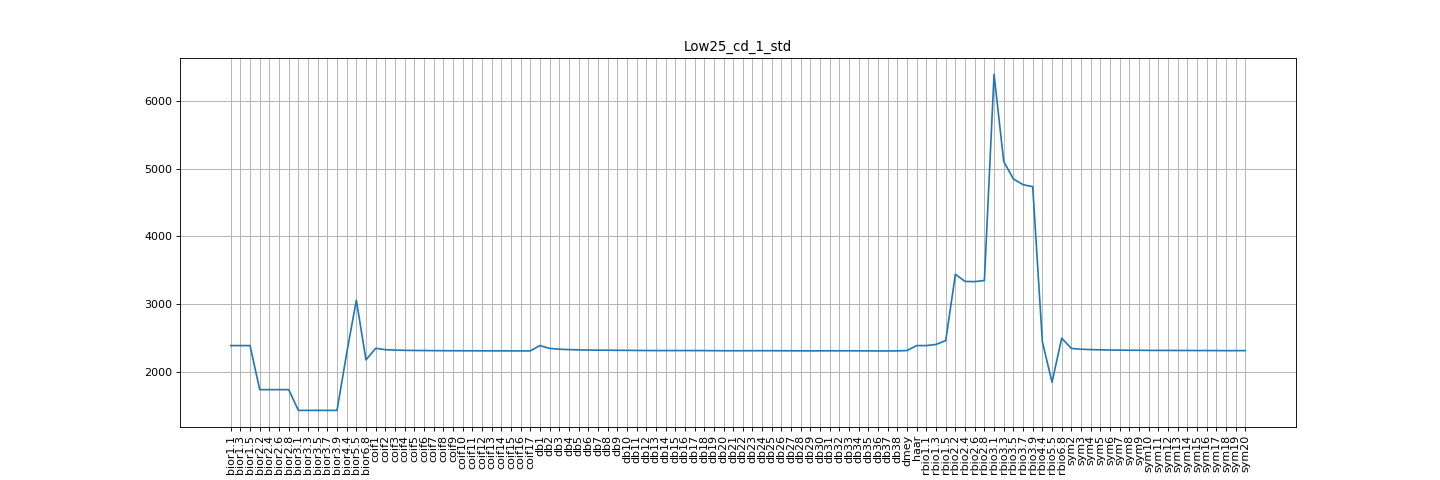 Low25_cd_1_std
6000
5000
4000
3000
2000
bior1.1
bior1.3
bior1.5
bior2.2
bior2.4
bior2.6
bior2.8
bior3.1
bior3.3
bior3.5
bior3.7
bior3.9
bior4.4
bior5.5
bior6.8
coif1
coif2
coif3
coif4
coif5
coif6
coif7
coif8
coif9
coif10
coif11
coif12
coif13
coif14
coif15
coif16
coif17
db1
db2
db3
db4
db5
db6
db7
db8
db9
db10
db11
db12
db13
db14
db15
db16
db17
db18
db19
db20
db21
db22
db23
db24
db25
db26
db27
db28
db29
db30
db31
db32
db33
db34
db35
db36
db37
db38
dmey
haar
rbio1.1
rbio1.3
rbio1.5
rbio2.2
rbio2.4
rbio2.6
rbio2.8
rbio3.1
rbio3.3
rbio3.5
rbio3.7
rbio3.9
rbio4.4
rbio5.5
rbio6.8
sym2
sym3
sym4
sym5
sym6
sym7
sym8
sym9
sym10
sym11
sym12
sym13
sym14
sym15
sym16
sym17
sym18
sym19
sym20